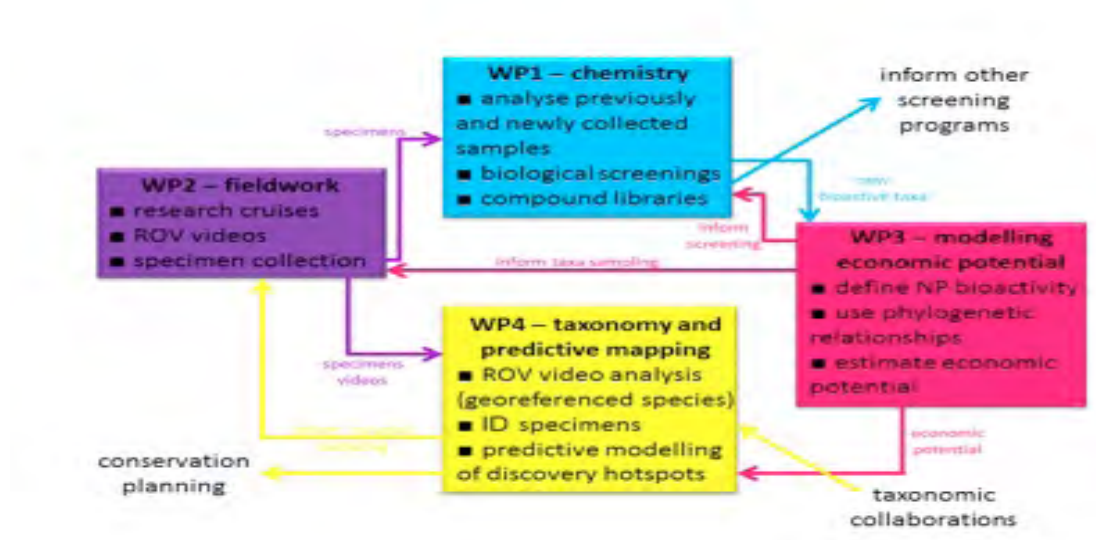 WP1 – chemistry
■ analyse previously
and newly collected
samples
■ biological screenings
■ compound libraries
inform other
screening
programs
specimens
WP2 – fieldwork
■ research cruises
■ ROV videos
■ specimen collection
new
bioactive taxa
inform
screening
inform taxa sampling
WP3 – modelling
economic potential
■ define NP bioactivity
■ use phylogenetic
relationships
■ estimate economic
potential
WP4 – taxonomy and
predictive mapping
■ ROV video analysis
(georeferenced species)
■ ID specimens
■ predictive modelling
of discovery hotspots
specimens
videos
economic
potential
conservation
planning
taxonomic
collaborations